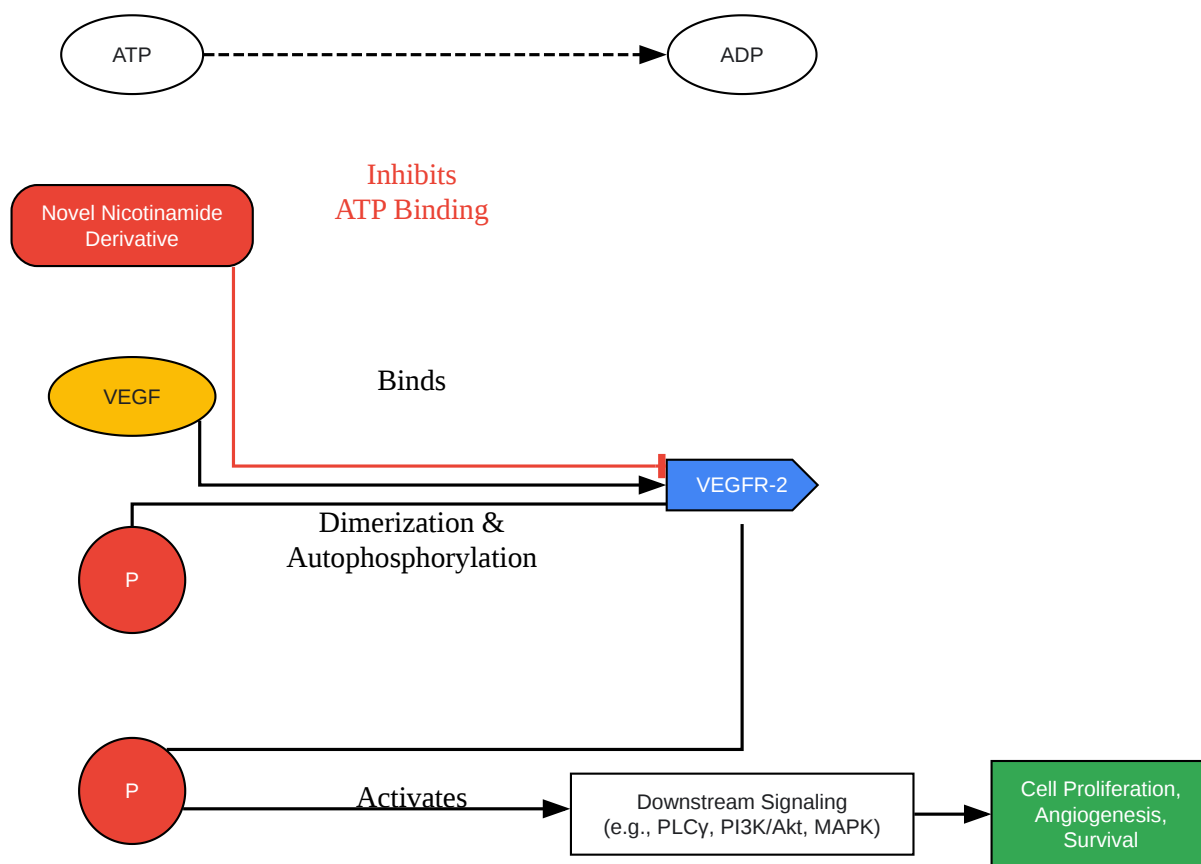 ATP
ADP
Inhibits
ATP Binding
Novel Nicotinamide
Derivative
Binds
VEGF
VEGFR-2
Dimerization &
Autophosphorylation
P
P
Activates
Downstream Signaling
(e.g., PLCγ, PI3K/Akt, MAPK)
Cell Proliferation,
Angiogenesis,
Survival